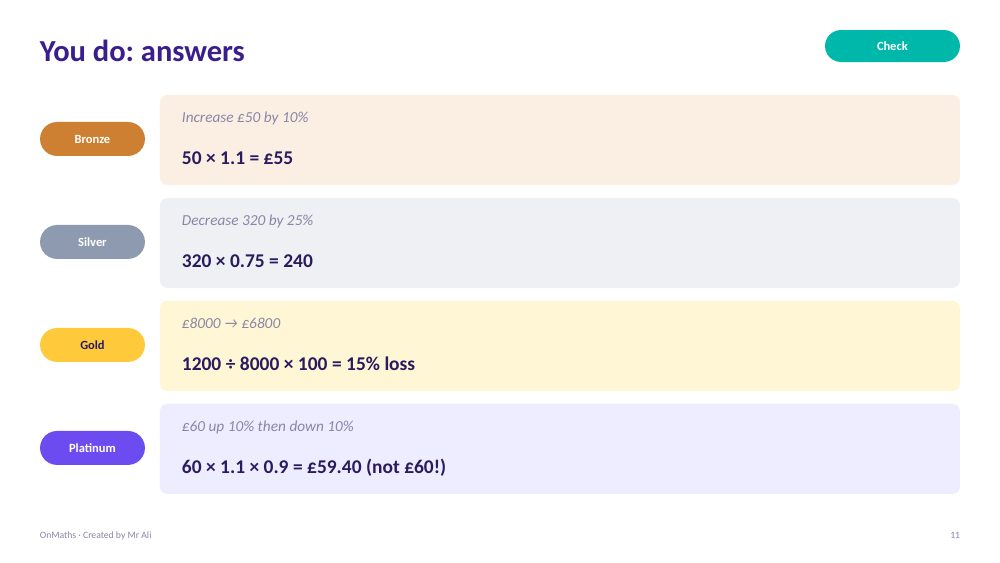 You do: answers
Check
Bronze
Increase £50 by 10%
50 × 1.1 = £55
Silver
Decrease 320 by 25%
320 × 0.75 = 240
Gold
£8000 → £6800
1200 ÷ 8000 × 100 = 15% loss
Platinum
£60 up 10% then down 10%
60 × 1.1 × 0.9 = £59.40 (not £60!)
OnMaths · Created by Mr Ali
11